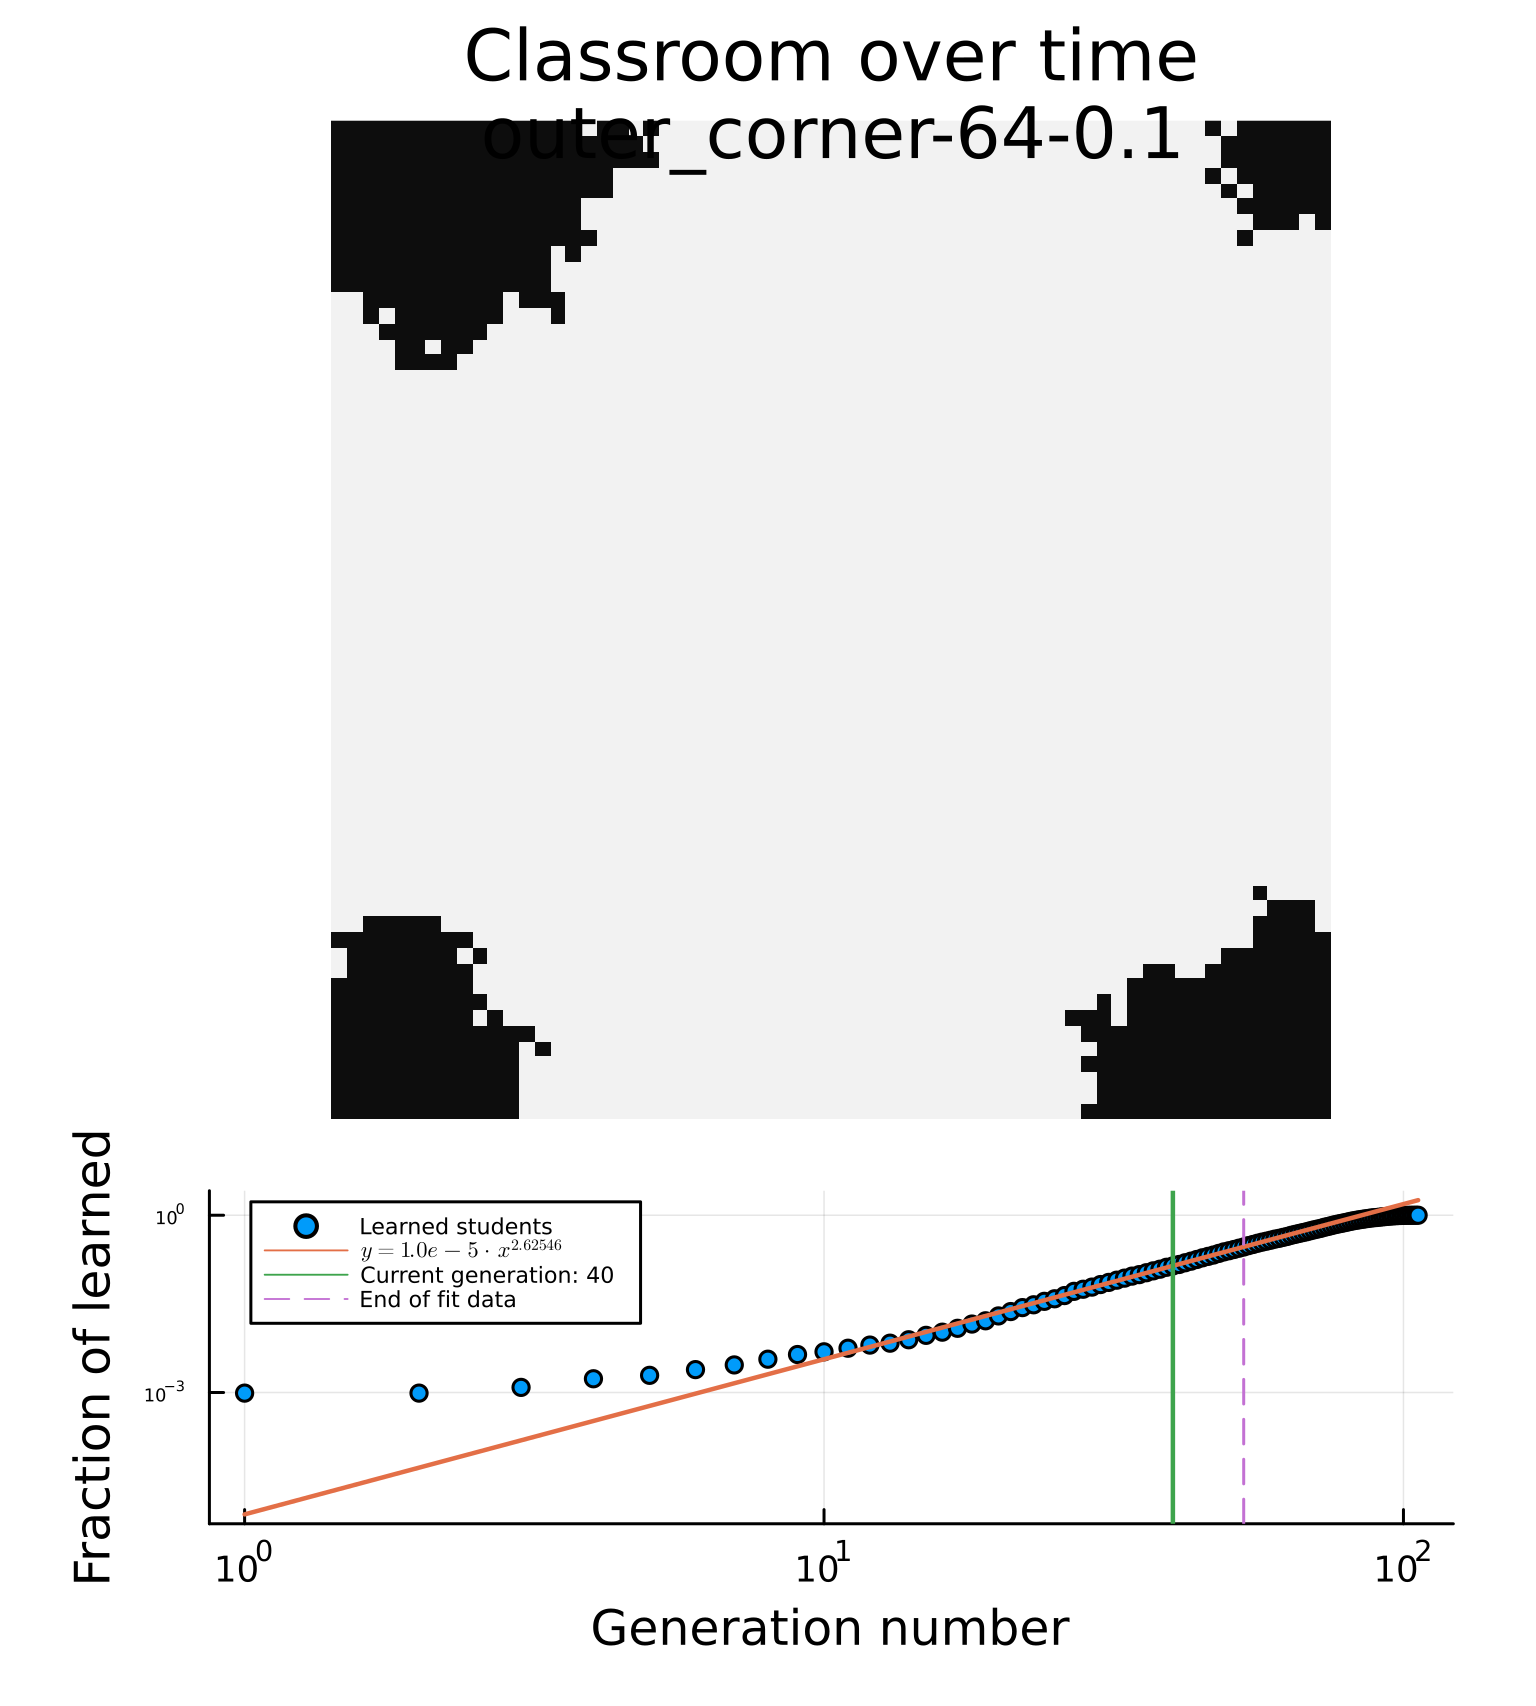 Classroom over time
outer_corner-64-0.1
Fraction of learned
10^0
10^−3
Learned students
y = 1.0e − 5 · x^2.62546
Current generation: 40
End of fit data
10^0
10^1
10^2
Generation number